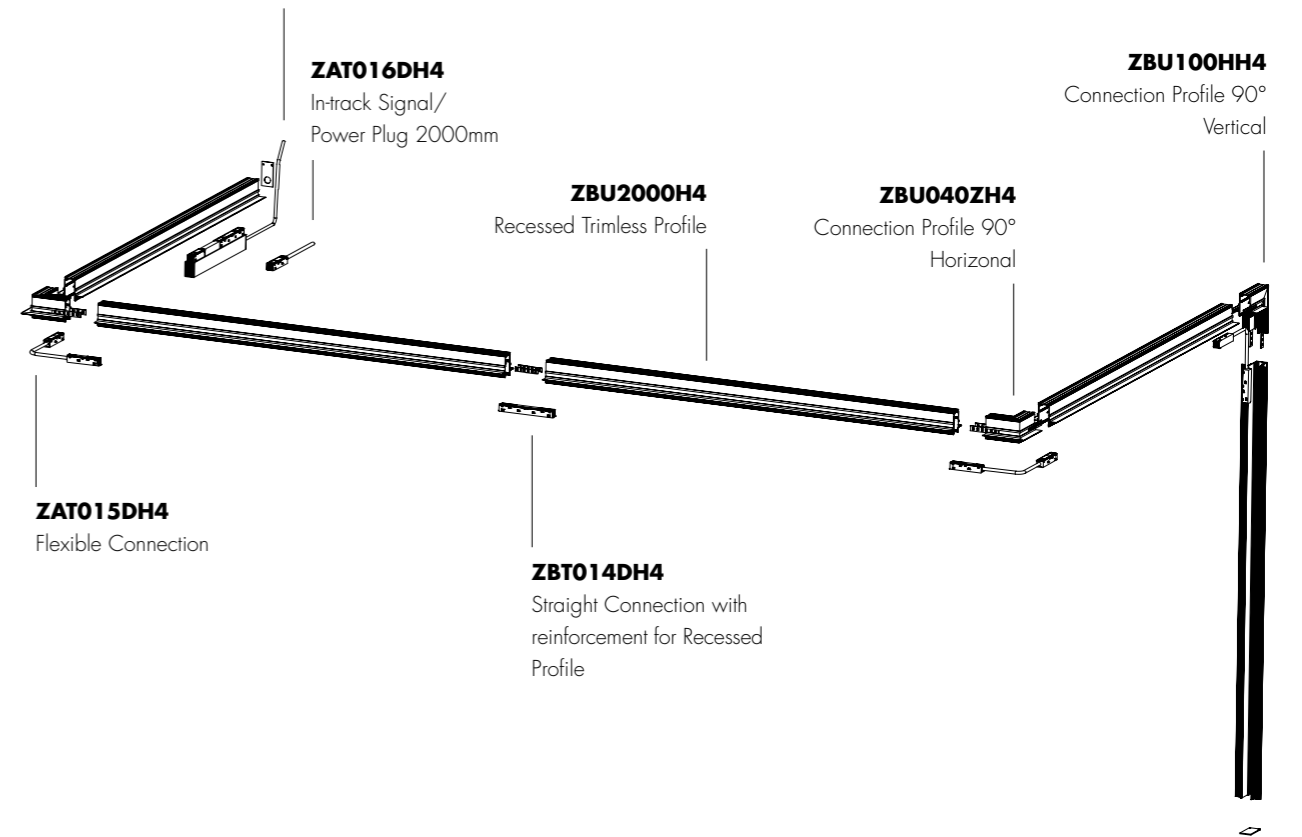 ZAT016DH4
In-track Signal/
Power Plug 2000mm
ZBU100HH4
Connection Profile 90°
Vertical
ZBU2000H4
Recessed Trimless Profile
ZBU040ZH4
Connection Profile 90°
Horizonal
ZAT015DH4
Flexible Connection
ZBT014DH4
Straight Connection with
reinforcement for Recessed
Profile